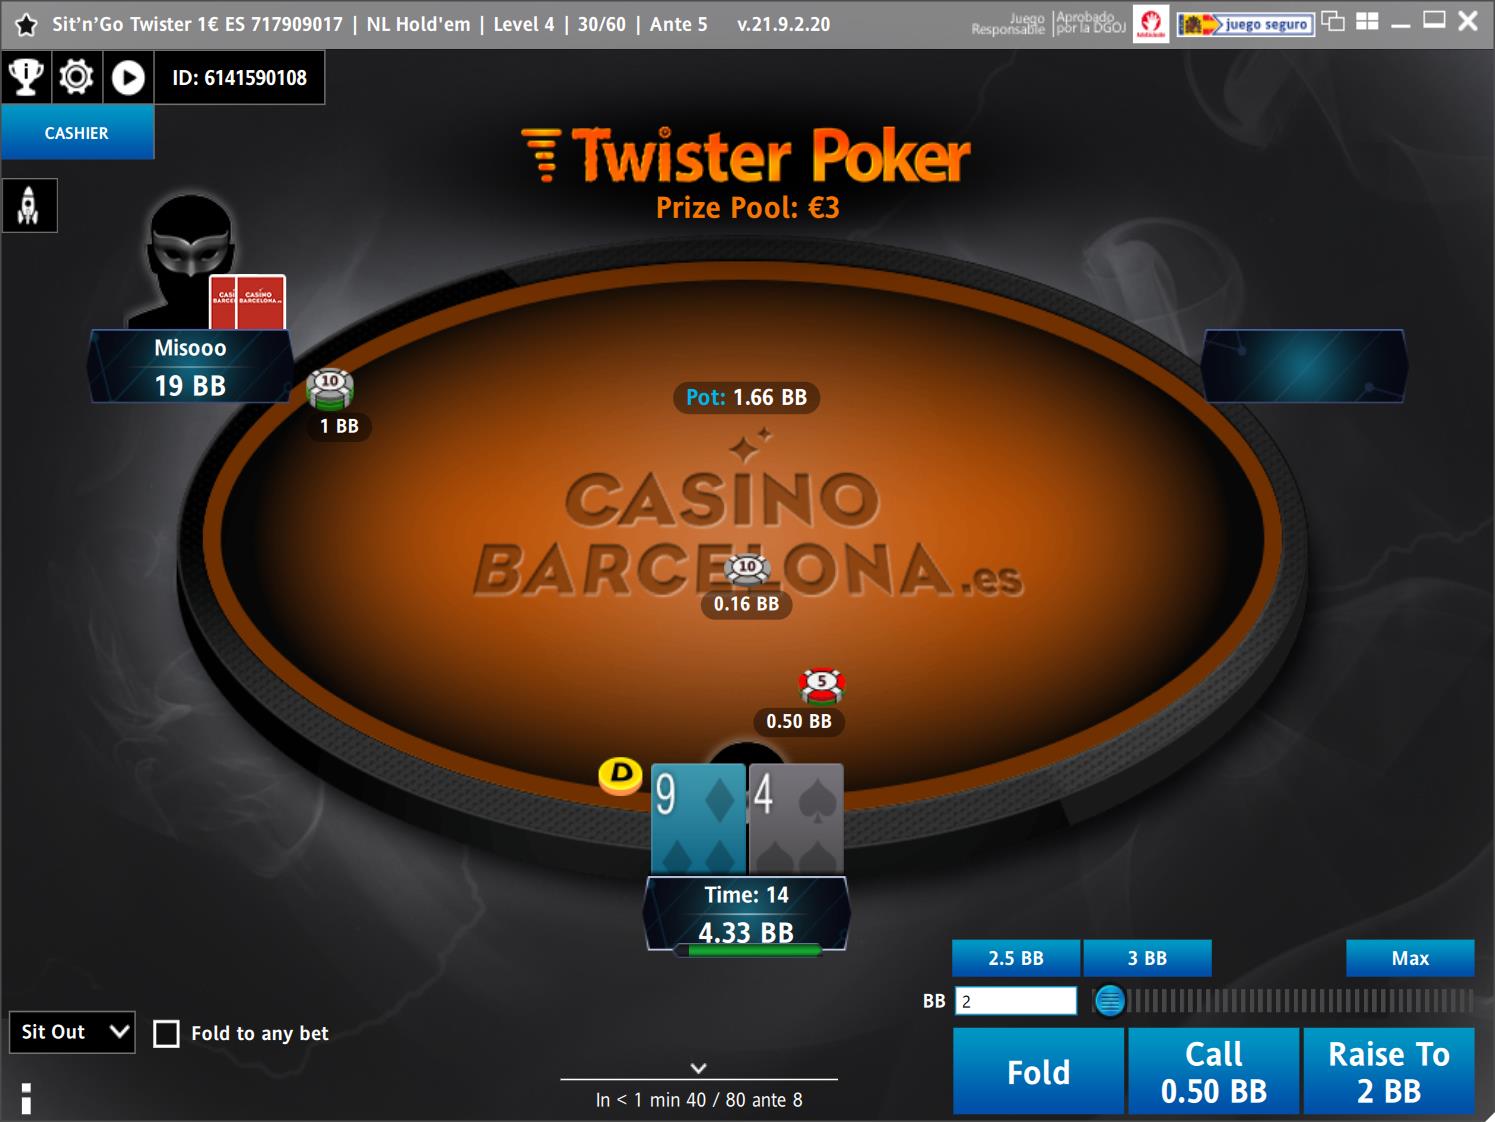 Sit'n'Go Twister 1€ ES 717909017 | NL Hold'em | Level 4 | 30/60 | Ante 5 v.21.9.2.20
Juego Responsable
Aprobado por la DGOJ
juego seguro
ID: 6141590108
CASHIER
Twister Poker
Prize Pool: €3
CASINO BARCELONA.es
Misooo
19 BB
10
1 BB
Pot: 1.66 BB
CASINO
BARCELONA.es
10
0.16 BB
5
0.50 BB
D
9
4
Time: 14
4.33 BB
2.5 BB
3 BB
Max
BB 2
Sit Out
Fold to any bet
Fold
Call
0.50 BB
Raise To
2 BB
In < 1 min 40 / 80 ante 8